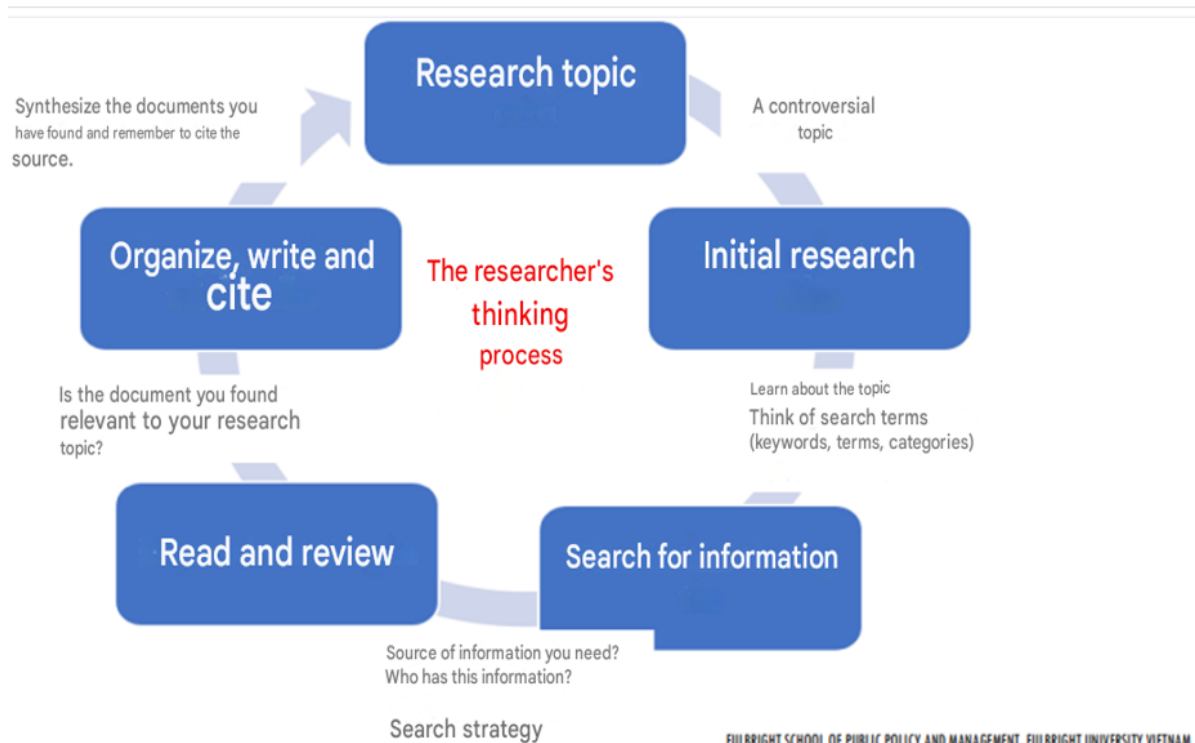 Research topic
Synthesize the documents you
have found and remember to cite the
source.
A controversial
topic
Organize, write and
cite
The researcher's
thinking
process
Initial research
Is the document you found
relevant to your research
topic?
Learn about the topic
Think of search terms
(keywords, terms, categories)
Read and review
Search for information
Source of information you need?
Who has this information?
Search strategy
FULBRIGHT SCHOOL OF PUBLIC POLICY AND MANAGEMENT, FULBRIGHT UNIVERSITY VIETNAM